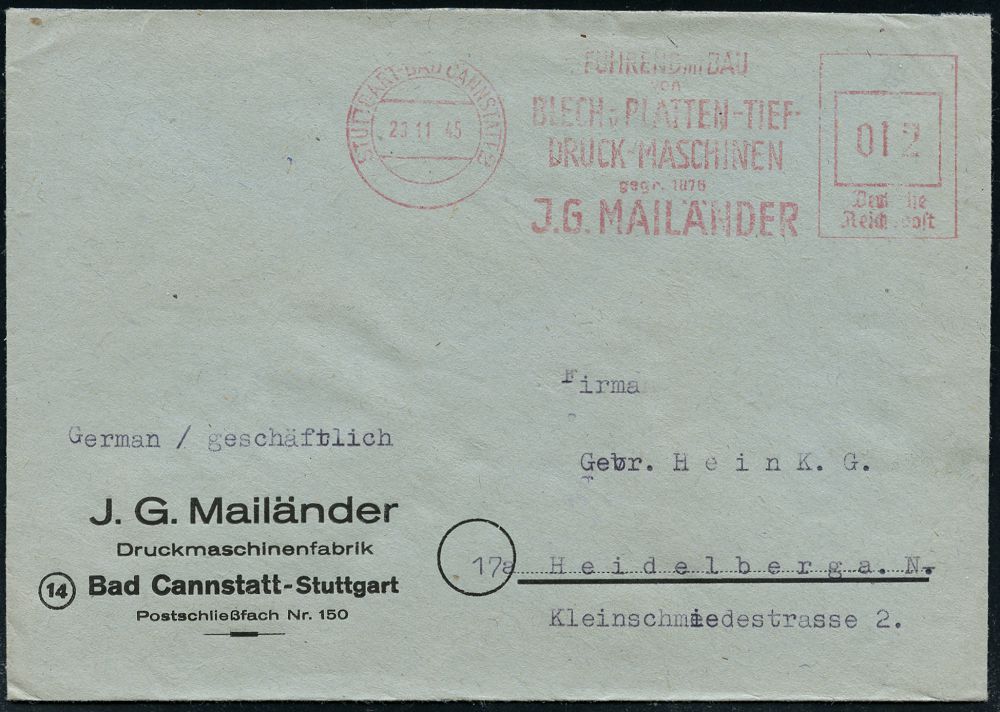 STUTTGART-BAD CANNSTATT 2
23 11 45
FÜHREND im BAU
von
BLECH- u. PLATTEN-TIEF-
DRUCK-MASCHINEN
gegr. 1876
J.G. MAILÄNDER
012
Deutsche
Reichspost
Firma
German / geschäftlich
Gebr. H e i n K. G.
J. G. Mailänder
Druckmaschinenfabrik
14 Bad Cannstatt-Stuttgart
Postschließfach Nr. 150
17a H e i d e l b e r g a. N.
Kleinschmiedestrasse 2.